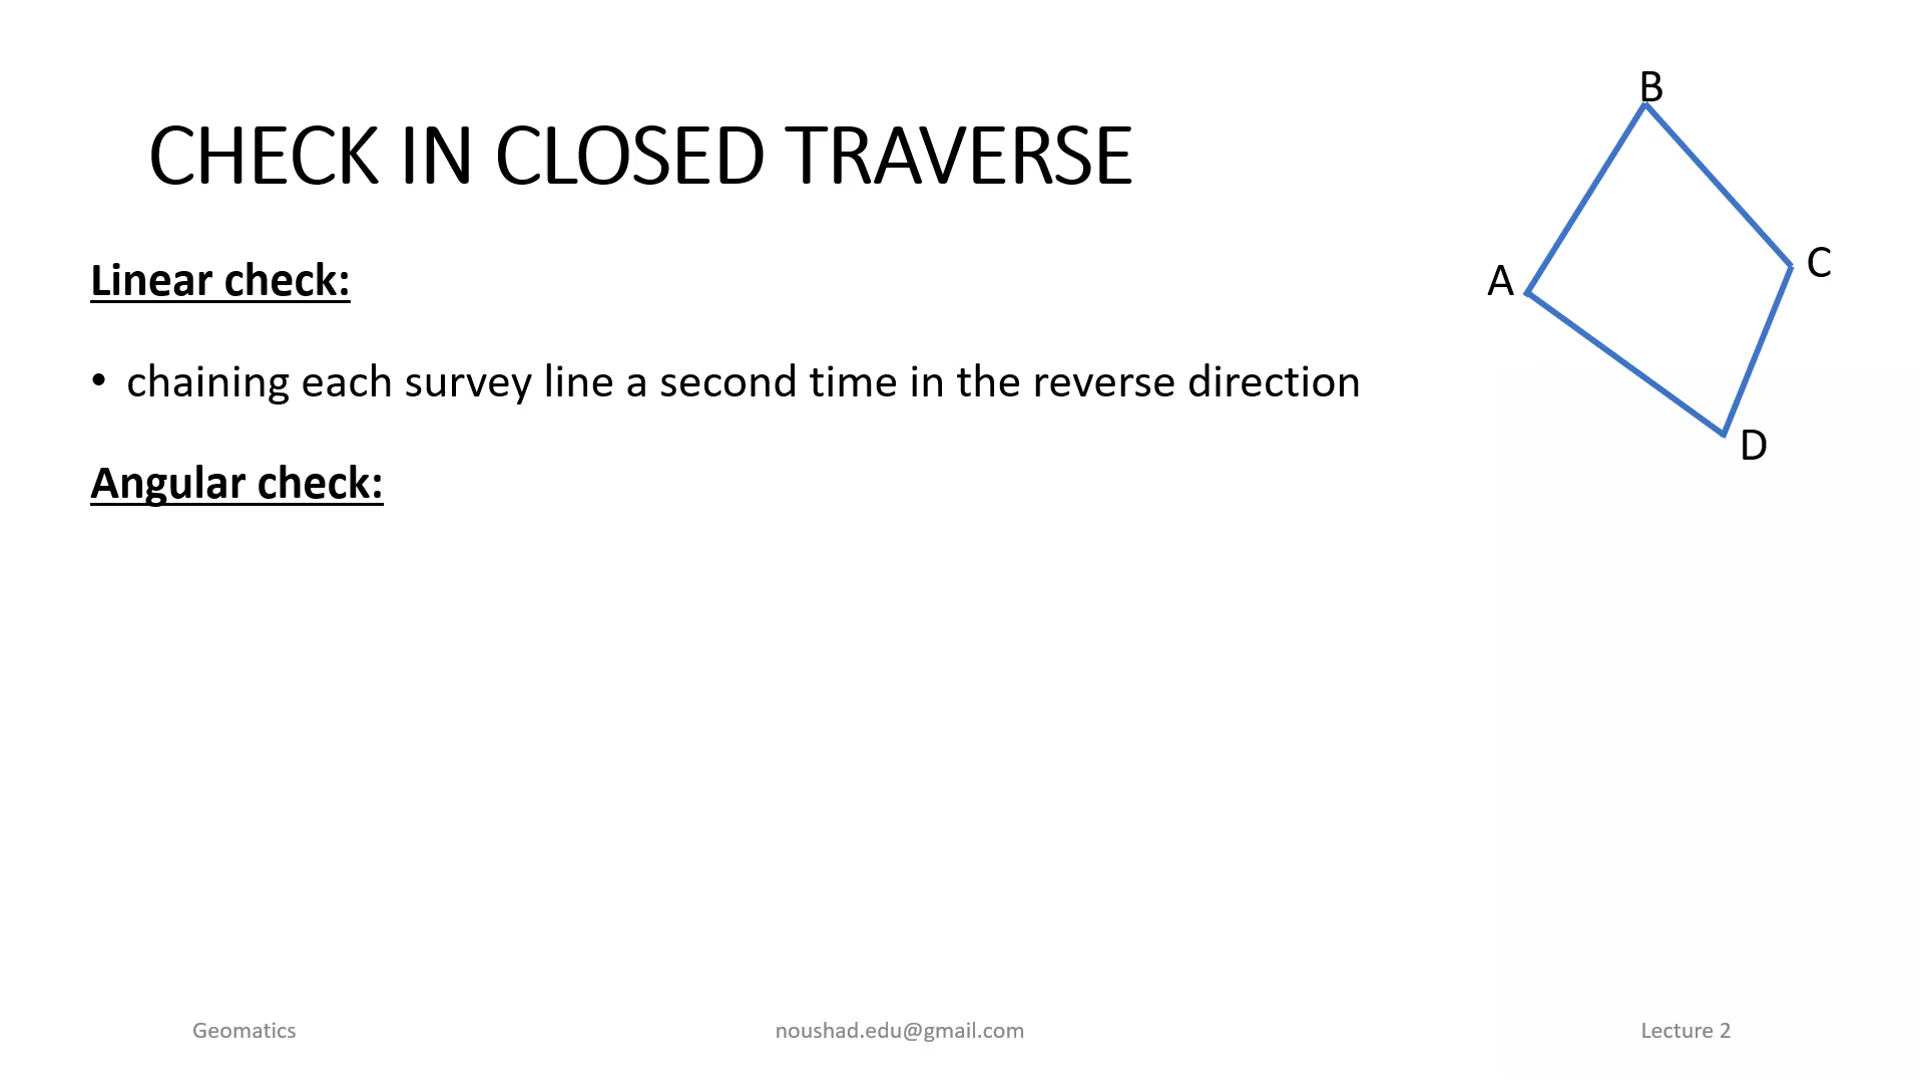 B
CHECK IN CLOSED TRAVERSE
C
Linear check:
A
• chaining each survey line a second time in the reverse direction
D
Angular check:
Geomatics
noushad.edu@gmail.com
Lecture 2